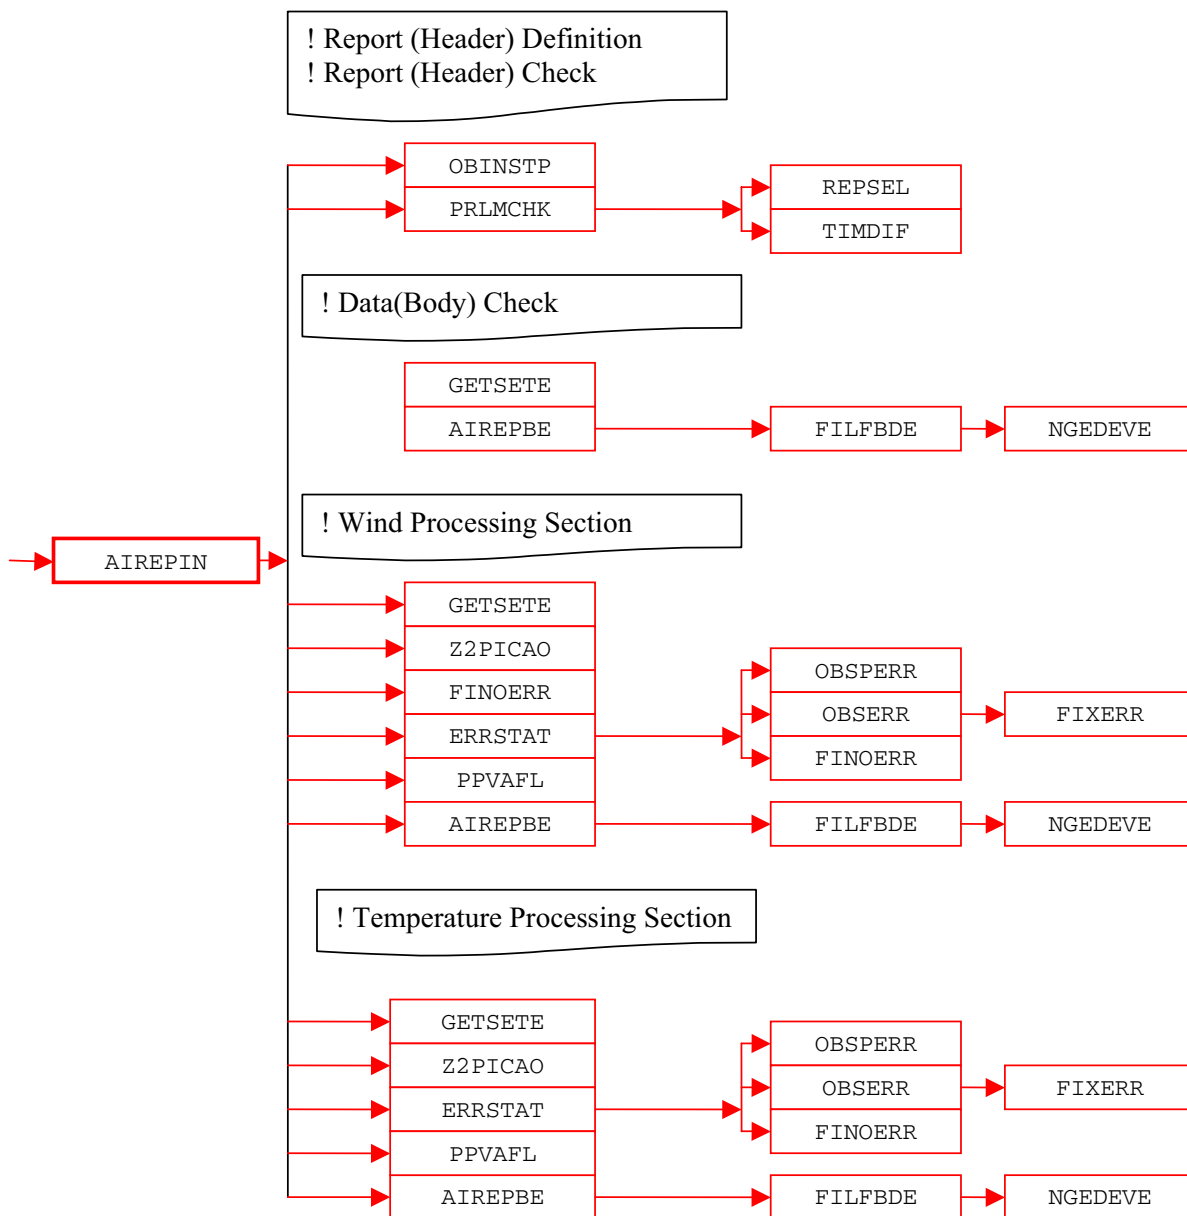 ! Report (Header) Definition
! Report (Header) Check
OBINSTP
PRLMCHK
REPSEL
TIMDIF
! Data(Body) Check
GETSETE
AIREPBE
FILFBDE
NGEDEVE
! Wind Processing Section
AIREPIN
GETSETE
Z2PICAO
FINOERR
ERRSTAT
PPVAFL
AIREPBE
OBSPERR
OBSERR
FINOERR
FIXERR
FILFBDE
NGEDEVE
! Temperature Processing Section
GETSETE
Z2PICAO
ERRSTAT
PPVAFL
AIREPBE
OBSPERR
OBSERR
FINOERR
FIXERR
FILFBDE
NGEDEVE